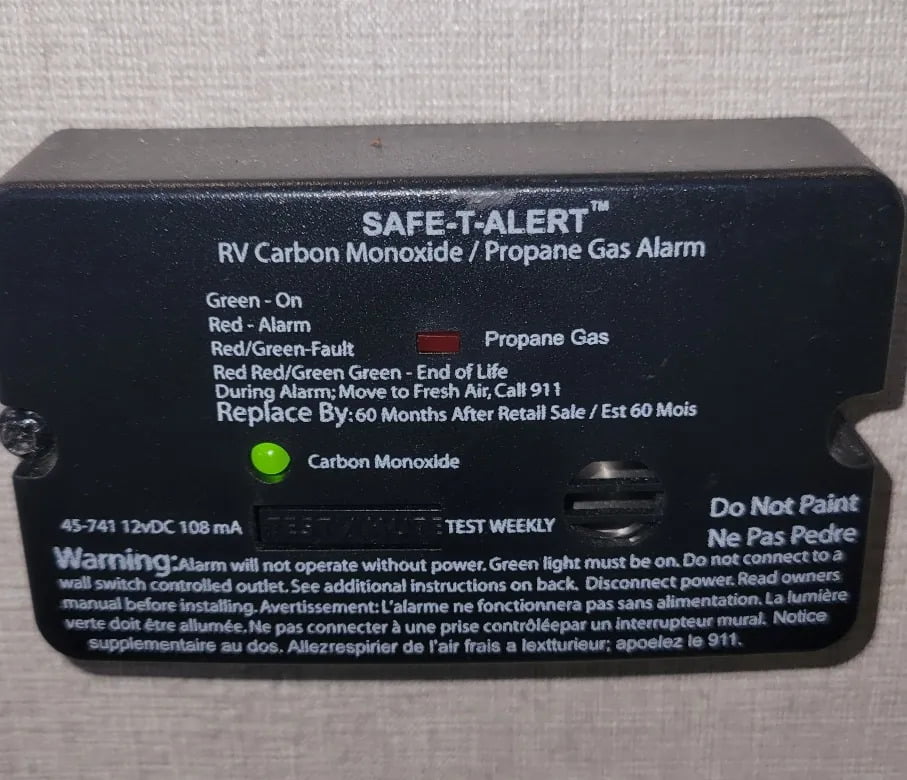 SAFE-T-ALERT™
RV Carbon Monoxide / Propane Gas Alarm
Green - On
Red - Alarm
Red/Green-Fault
Propane Gas
Red Red/Green Green - End of Life
During Alarm; Move to Fresh Air, Call 911
Replace By: 60 Months After Retail Sale / Est 60 Mois
Carbon Monoxide
45-741 12vDC 108 mA
TEST / MUTE
TEST WEEKLY
Do Not Paint
Ne Pas Pedre
Warning: Alarm will not operate without power. Green light must be on. Do not connect to a
wall switch controlled outlet. See additional instructions on back. Disconnect power. Read owners
manual before installing. Avertissement: L'alarme ne fonctionnera pas sans alimentation. La lumière
verte doit être allumée. Ne pas connecter à une prise contrôléepar un interrupteur mural. Notice
supplementaire au dos. Allezrespirier de l'air frais a lextturieur; apoelez le 911.